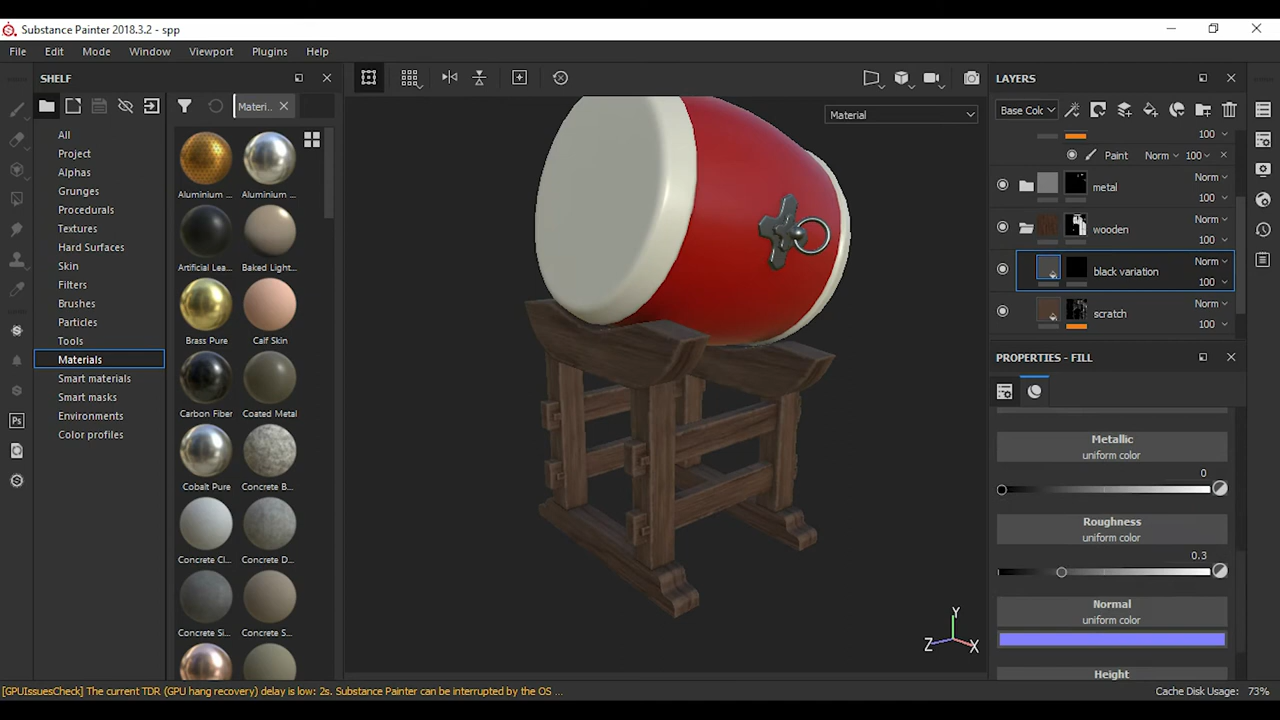 Substance Painter 2018.3.2 - spp
File Edit Mode Window Viewport Plugins Help
SHELF
Materi..
All
Project
Alphas
Grunges
Procedurals
Textures
Hard Surfaces
Skin
Filters
Brushes
Particles
Tools
Materials
Smart materials
Smart masks
Environments
Color profiles
Aluminium ... Aluminium ...
Artificial Lea... Baked Light...
Brass Pure Calf Skin
Carbon Fiber Coated Metal
Cobalt Pure Concrete B...
Concrete Cl... Concrete D...
Concrete Si... Concrete S...
Material
Y
Z X
LAYERS
Base Col
100
Paint Norm 100
metal Norm
100
wooden Norm
100
black variation Norm
100
scratch Norm
100
PROPERTIES - FILL
Metallic
uniform color
0
Roughness
uniform color
0.3
Normal
uniform color
Height
Ps
[GPUIssuesCheck] The current TDR (GPU hang recovery) delay is low: 2s. Substance Painter can be interrupted by the OS ...
Cache Disk Usage: 73%